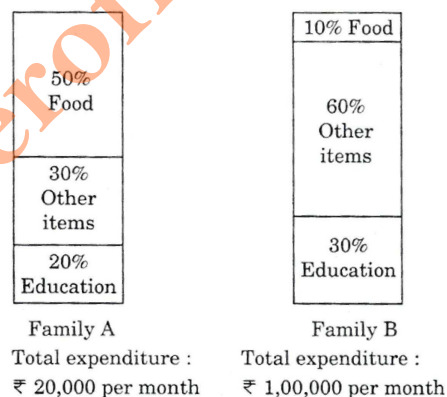 50%
Food
30%
Other
items
20%
Education
Family A
Total expenditure :
₹ 20,000 per month
10% Food
60%
Other
items
30%
Education
Family B
Total expenditure :
₹ 1,00,000 per month